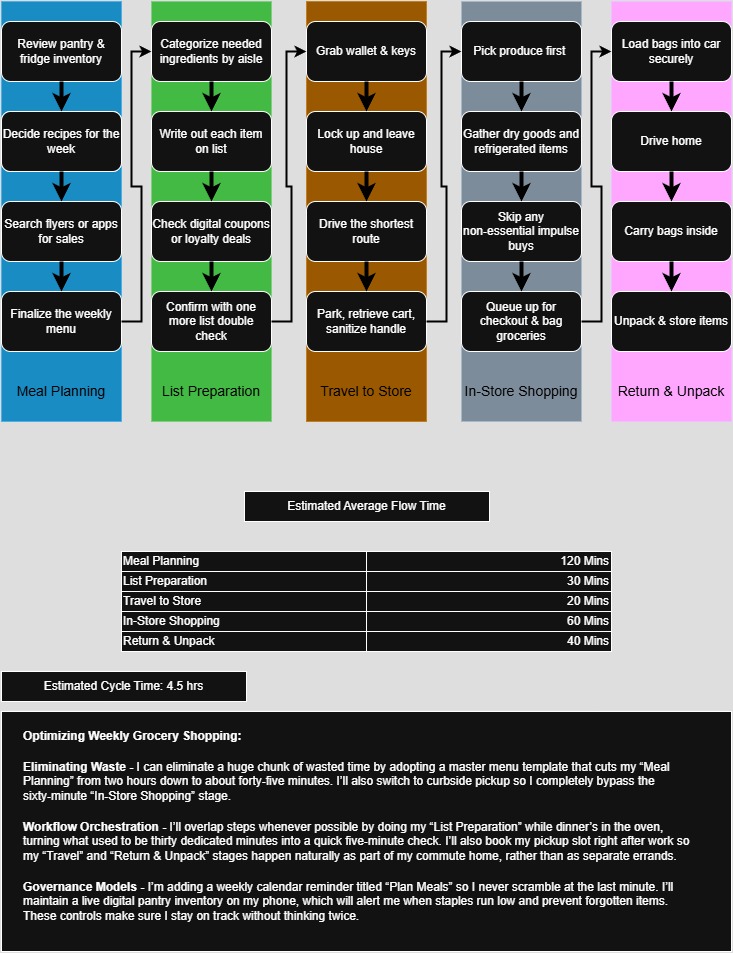 Review pantry &
fridge inventory
Decide recipes for the
week
Search flyers or apps
for sales
Finalize the weekly
menu
Meal Planning
Categorize needed
ingredients by aisle
Write out each item
on list
Check digital coupons
or loyalty deals
Confirm with one
more list double
check
List Preparation
Grab wallet & keys
Lock up and leave
house
Drive the shortest
route
Park, retrieve cart,
sanitize handle
Travel to Store
Pick produce first
Gather dry goods and
refrigerated items
Skip any
non-essential impulse
buys
Queue up for
checkout & bag
groceries
In-Store Shopping
Load bags into car
securely
Drive home
Carry bags inside
Unpack & store items
Return & Unpack
Estimated Average Flow Time
Meal Planning 120 Mins
List Preparation 30 Mins
Travel to Store 20 Mins
In-Store Shopping 60 Mins
Return & Unpack 40 Mins
Estimated Cycle Time: 4.5 hrs
Optimizing Weekly Grocery Shopping:
Eliminating Waste - I can eliminate a huge chunk of wasted time by adopting a master menu template that cuts my “Meal
Planning” from two hours down to about forty-five minutes. I’ll also switch to curbside pickup so I completely bypass the
sixty-minute “In-Store Shopping” stage.
Workflow Orchestration - I’ll overlap steps whenever possible by doing my “List Preparation” while dinner’s in the oven,
turning what used to be thirty dedicated minutes into a quick five-minute check. I’ll also book my pickup slot right after work so
my “Travel” and “Return & Unpack” stages happen naturally as part of my commute home, rather than as separate errands.
Governance Models - I’m adding a weekly calendar reminder titled “Plan Meals” so I never scramble at the last minute. I’ll
maintain a live digital pantry inventory on my phone, which will alert me when staples run low and prevent forgotten items.
These controls make sure I stay on track without thinking twice.